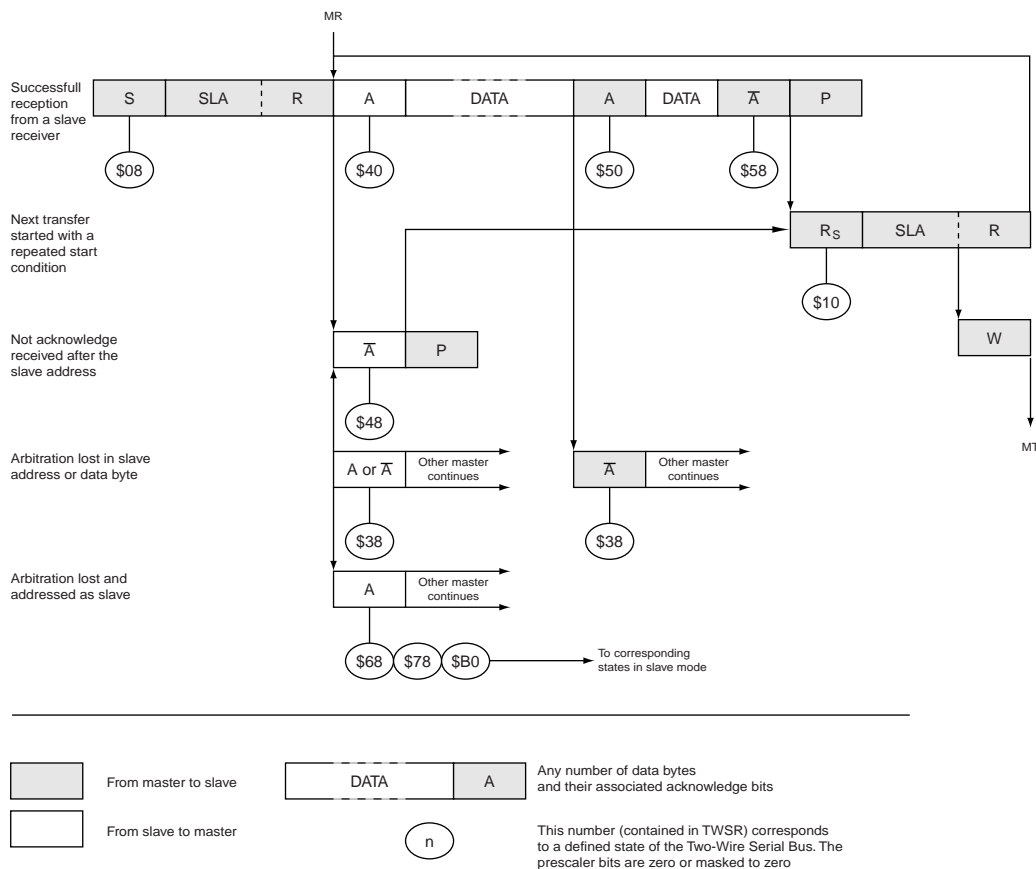 MR
Successfull
reception
from a slave
receiver
S SLA R A DATA A DATA A̅ P
$08 $40 $50 $58
Next transfer
started with a
repeated start
condition
RS SLA R
$10
Not acknowledge
received after the
slave address
A̅ P
W
$48
MT
Arbitration lost in slave
address or data byte
A or A̅
Other master
continues
A̅
Other master
continues
$38 $38
Arbitration lost and
addressed as slave
A
Other master
continues
$68 $78 $B0
To corresponding
states in slave mode
From master to slave
DATA A
Any number of data bytes
and their associated acknowledge bits
From slave to master
n
This number (contained in TWSR) corresponds
to a defined state of the Two-Wire Serial Bus. The
prescaler bits are zero or masked to zero